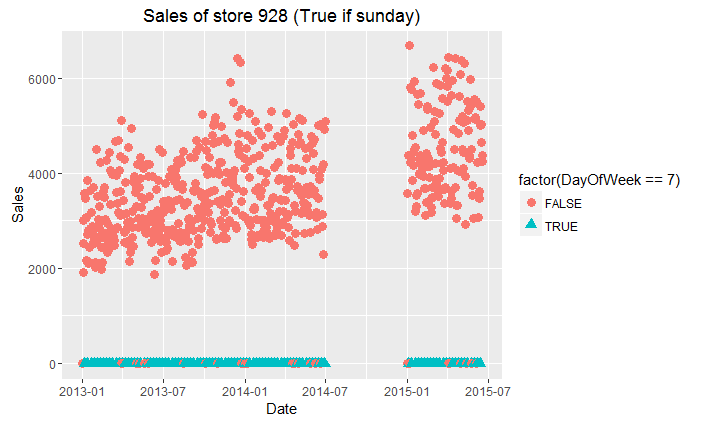 Sales of store 928 (True if sunday)
6000
4000
2000
0
Sales
2013-01 2013-07 2014-01 2014-07 2015-01 2015-07
Date
factor(DayOfWeek == 7)
FALSE
TRUE